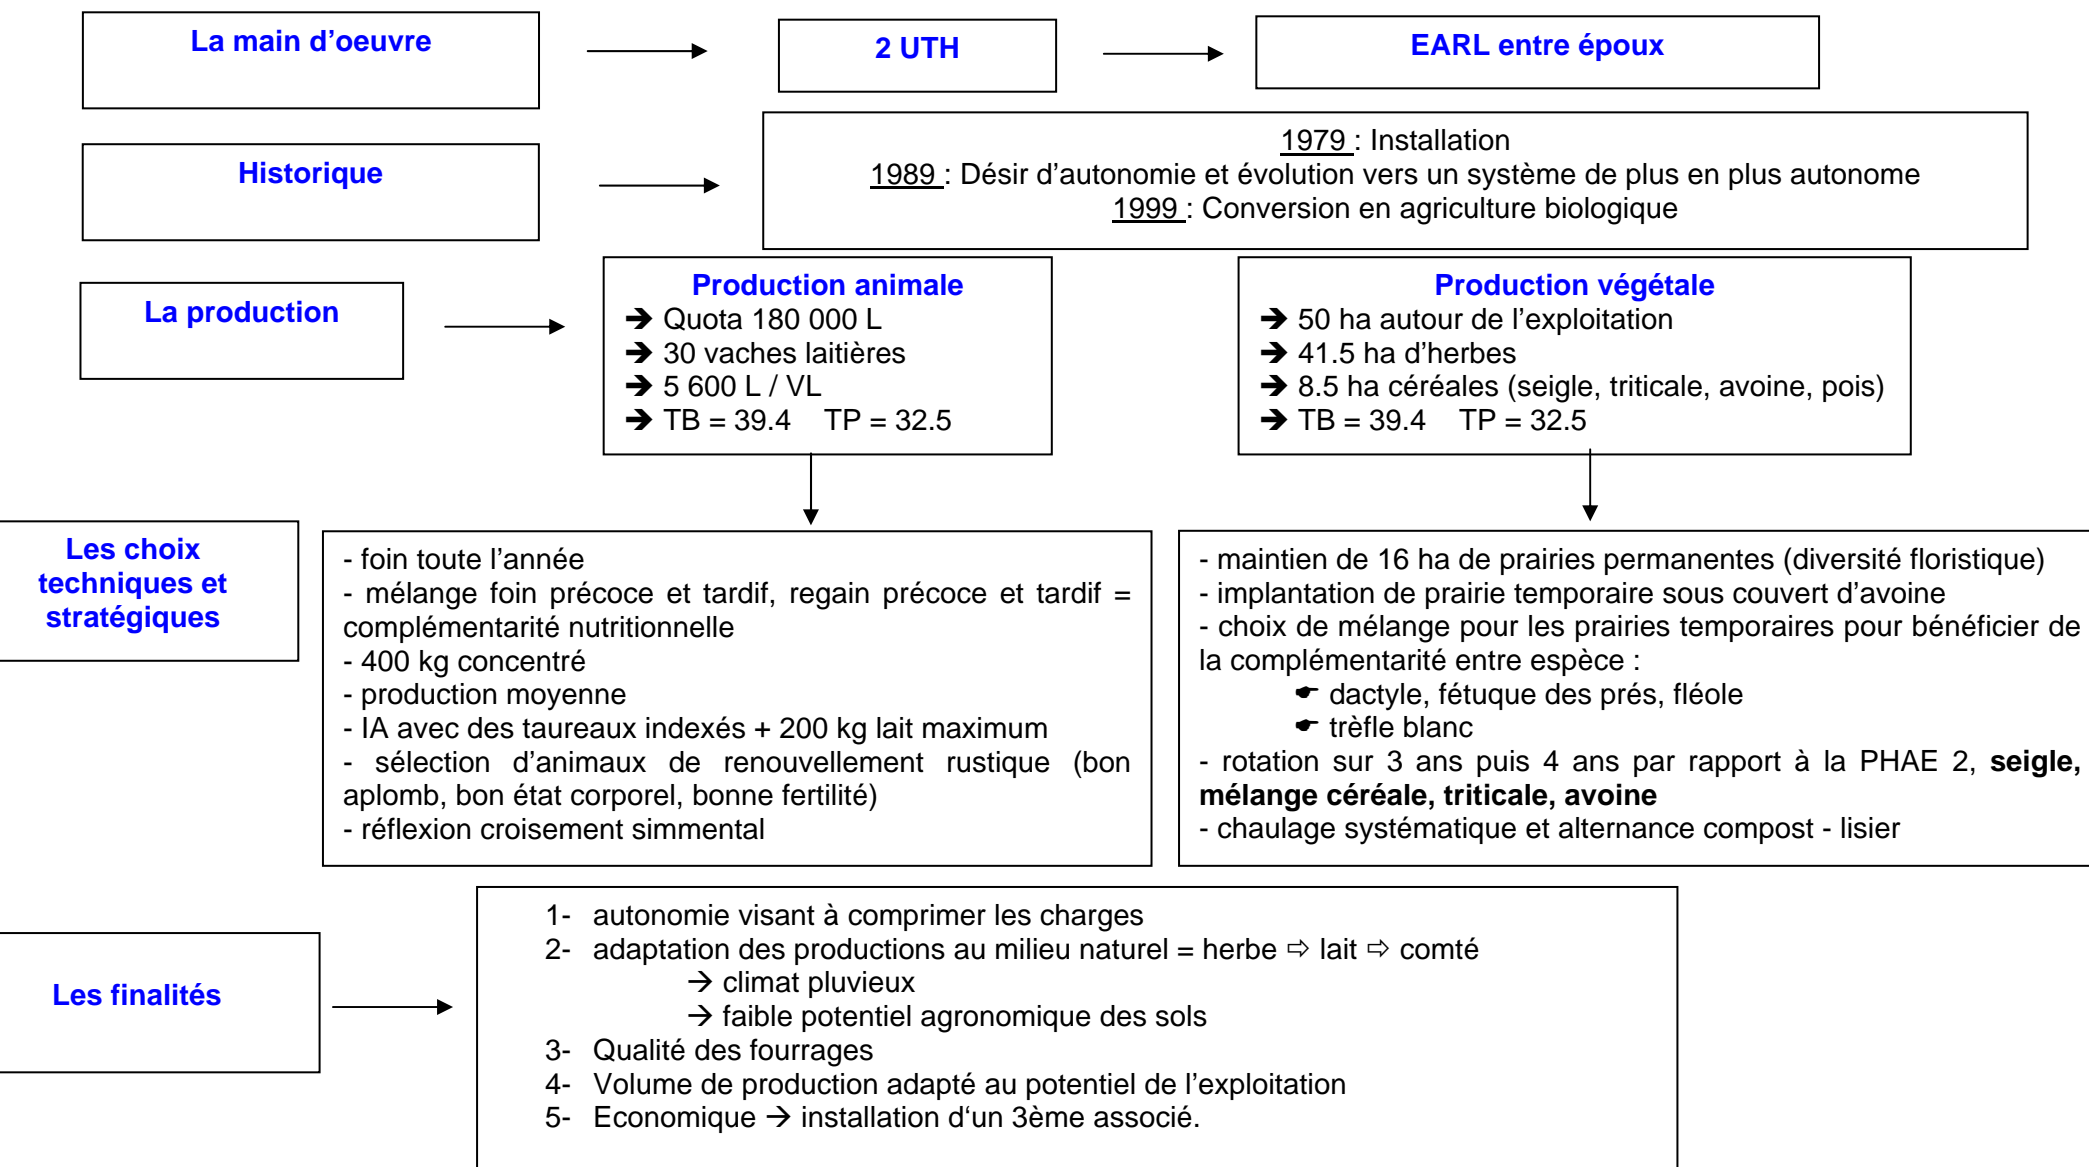 La main d'oeuvre
2 UTH
EARL entre époux
Historique
1979 : Installation
1989 : Désir d'autonomie et évolution vers un système de plus en plus autonome
1999 : Conversion en agriculture biologique
La production
Production animale
➔ Quota 180 000 L
➔ 30 vaches laitières
➔ 5 600 L / VL
➔ TB = 39.4 TP = 32.5
Production végétale
➔ 50 ha autour de l'exploitation
➔ 41.5 ha d'herbes
➔ 8.5 ha céréales (seigle, triticale, avoine, pois)
➔ TB = 39.4 TP = 32.5
Les choix
techniques et
stratégiques
- foin toute l'année
- mélange foin précoce et tardif, regain précoce et tardif =
complémentarité nutritionnelle
- 400 kg concentré
- production moyenne
- IA avec des taureaux indexés + 200 kg lait maximum
- sélection d'animaux de renouvellement rustique (bon
aplomb, bon état corporel, bonne fertilité)
- réflexion croisement simmental
- maintien de 16 ha de prairies permanentes (diversité floristique)
- implantation de prairie temporaire sous couvert d'avoine
- choix de mélange pour les prairies temporaires pour bénéficier de
la complémentarité entre espèce :
☛ dactyle, fétuque des prés, fléole
☛ trèfle blanc
- rotation sur 3 ans puis 4 ans par rapport à la PHAE 2, seigle,
mélange céréale, triticale, avoine
- chaulage systématique et alternance compost - lisier
Les finalités
1- autonomie visant à comprimer les charges
2- adaptation des productions au milieu naturel = herbe ⇨ lait ⇨ comté
→ climat pluvieux
→ faible potentiel agronomique des sols
3- Qualité des fourrages
4- Volume de production adapté au potentiel de l'exploitation
5- Economique → installation d'un 3ème associé.